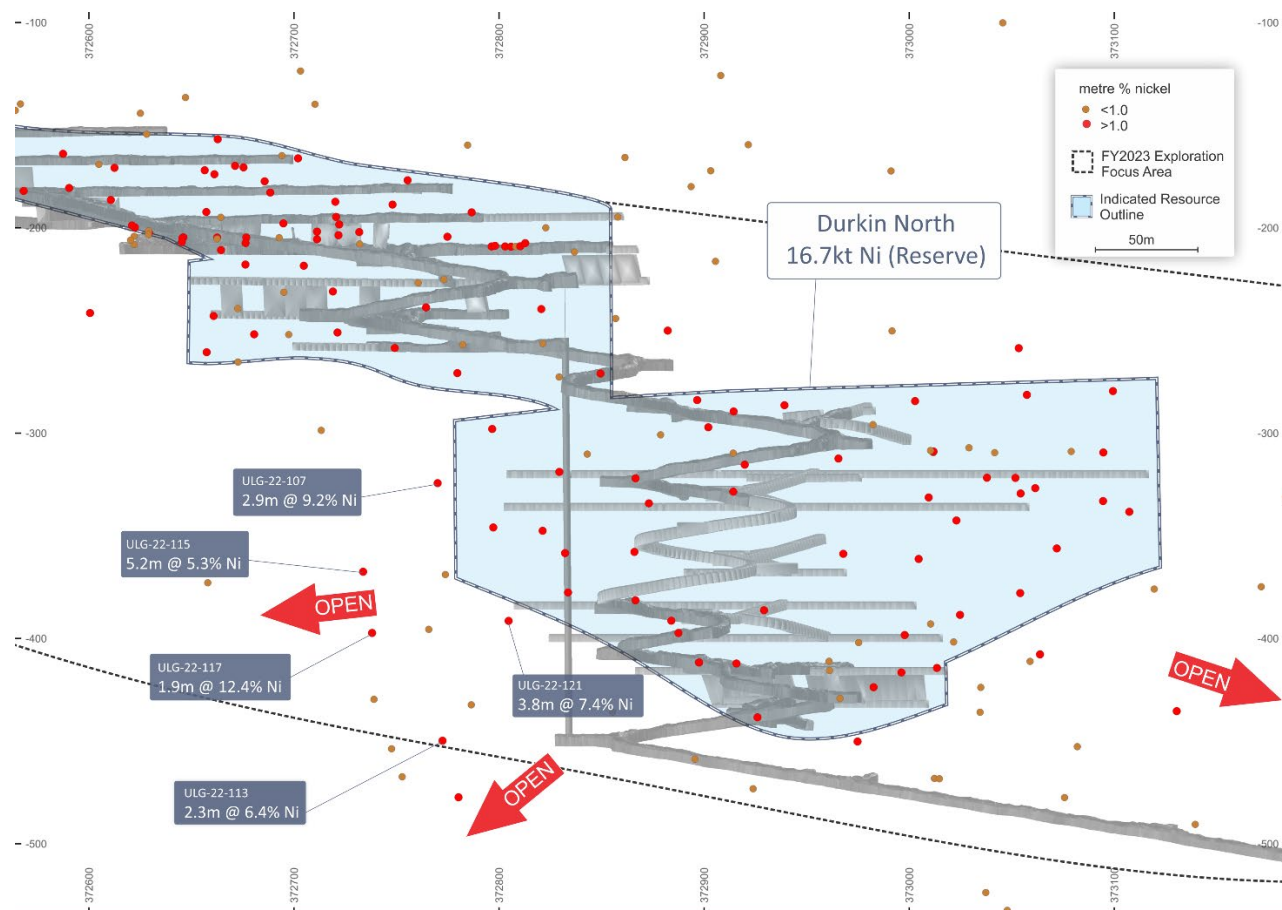 372600
372700
372800
372900
373000
373100
-100
-100
metre % nickel
<1.0
>1.0
FY2023 Exploration
Focus Area
Indicated Resource
Outline
50m
-200
-200
Durkin North
16.7kt Ni (Reserve)
-300
-300
ULG-22-107
2.9m @ 9.2% Ni
ULG-22-115
5.2m @ 5.3% Ni
OPEN
-400
-400
ULG-22-117
1.9m @ 12.4% Ni
ULG-22-121
3.8m @ 7.4% Ni
OPEN
ULG-22-113
2.3m @ 6.4% Ni
OPEN
-500
-500
372600
372700
372800
372900
373000
373100